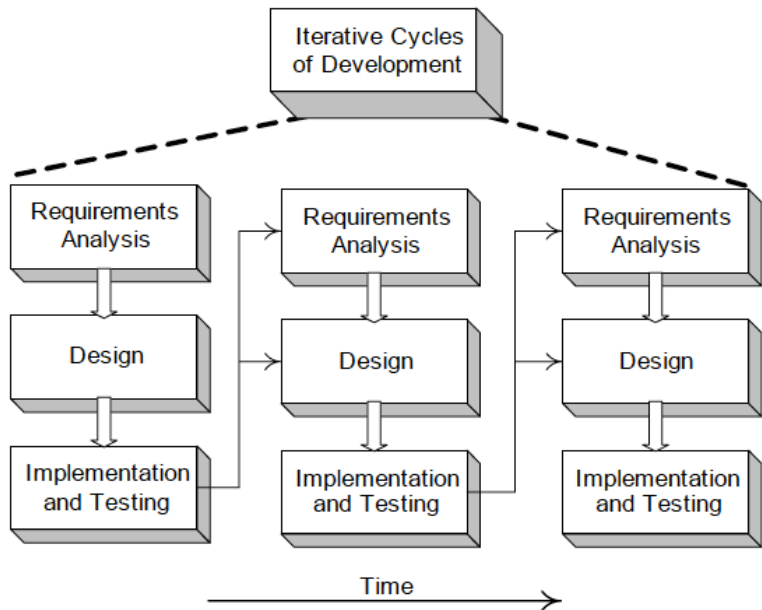 Iterative Cycles
of Development
Requirements
Analysis
Design
Implementation
and Testing
Requirements
Analysis
Design
Implementation
and Testing
Requirements
Analysis
Design
Implementation
and Testing
Time